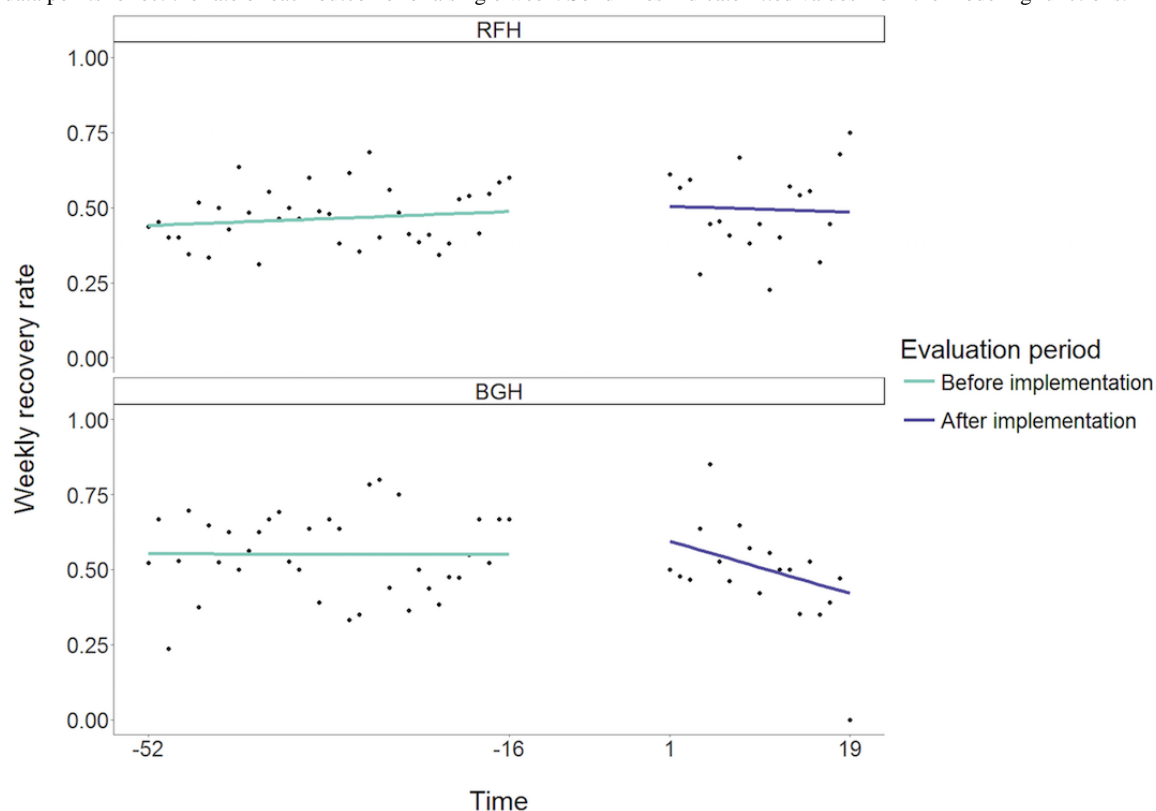 RFH
1.00
0.75
0.50
0.25
0.00
BGH
1.00
0.75
0.50
0.25
0.00
-52
-16
1
19
Time
Weekly recovery rate
Evaluation period
Before implementation
After implementation